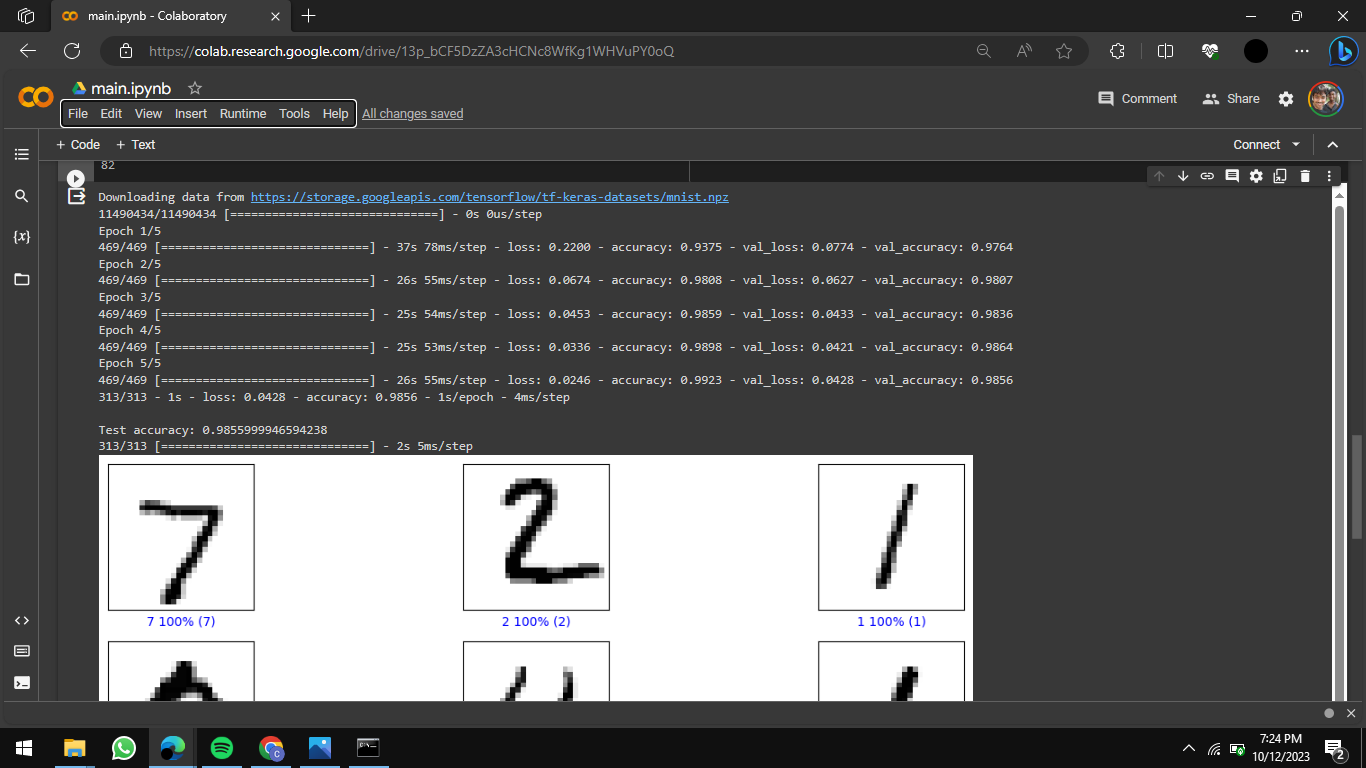 main.ipynb - Colaboratory
https://colab.research.google.com/drive/13p_bCF5DzZA3cHCNc8WfKg1WHVuPY0oQ
main.ipynb
Comment
Share
File Edit View Insert Runtime Tools Help All changes saved
+ Code + Text
Connect
82
Downloading data from https://storage.googleapis.com/tensorflow/tf-keras-datasets/mnist.npz
11490434/11490434 [==============================] - 0s 0us/step
Epoch 1/5
469/469 [==============================] - 37s 78ms/step - loss: 0.2200 - accuracy: 0.9375 - val_loss: 0.0774 - val_accuracy: 0.9764
Epoch 2/5
469/469 [==============================] - 26s 55ms/step - loss: 0.0674 - accuracy: 0.9808 - val_loss: 0.0627 - val_accuracy: 0.9807
Epoch 3/5
469/469 [==============================] - 25s 54ms/step - loss: 0.0453 - accuracy: 0.9859 - val_loss: 0.0433 - val_accuracy: 0.9836
Epoch 4/5
469/469 [==============================] - 25s 53ms/step - loss: 0.0336 - accuracy: 0.9898 - val_loss: 0.0421 - val_accuracy: 0.9864
Epoch 5/5
469/469 [==============================] - 26s 55ms/step - loss: 0.0246 - accuracy: 0.9923 - val_loss: 0.0428 - val_accuracy: 0.9856
313/313 - 1s - loss: 0.0428 - accuracy: 0.9856 - 1s/epoch - 4ms/step
Test accuracy: 0.9855999946594238
313/313 [==============================] - 2s 5ms/step
7 2 1
7 100% (7) 2 100% (2) 1 100% (1)
7:24 PM
10/12/2023
2